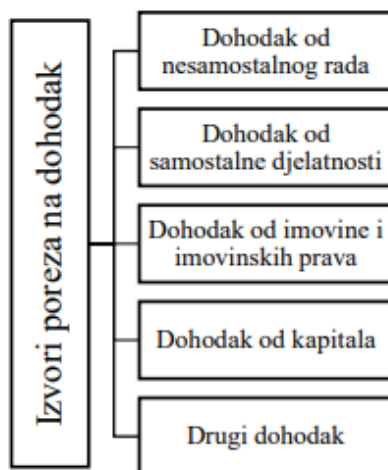 Izvori poreza na dohodak
Dohodak od
nesamostalnog rada
Dohodak od
samostalne djelatnosti
Dohodak od imovine i
imovinskih prava
Dohodak od kapitala
Drugi dohodak